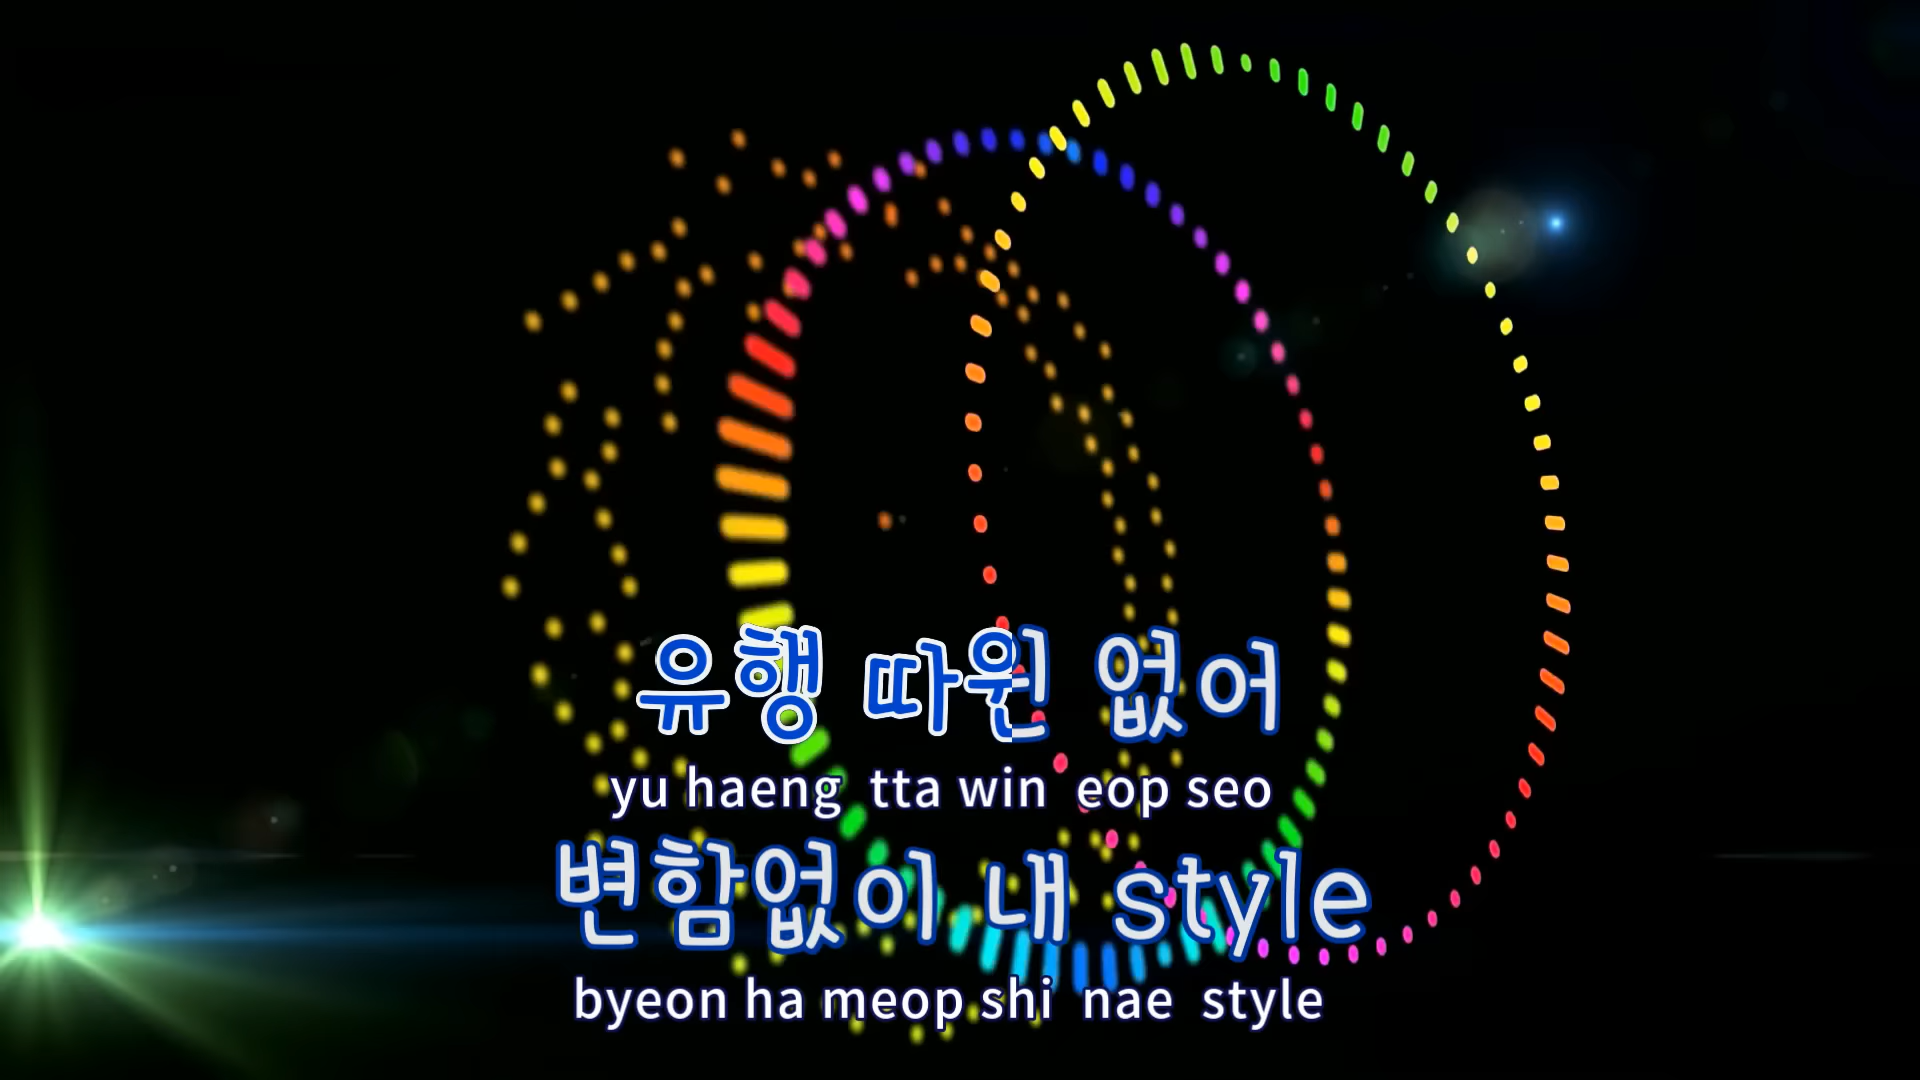 유행 따윈 없어
yu haeng tta win eop seo
변함없이 내 style
byeon ha meop shi nae style